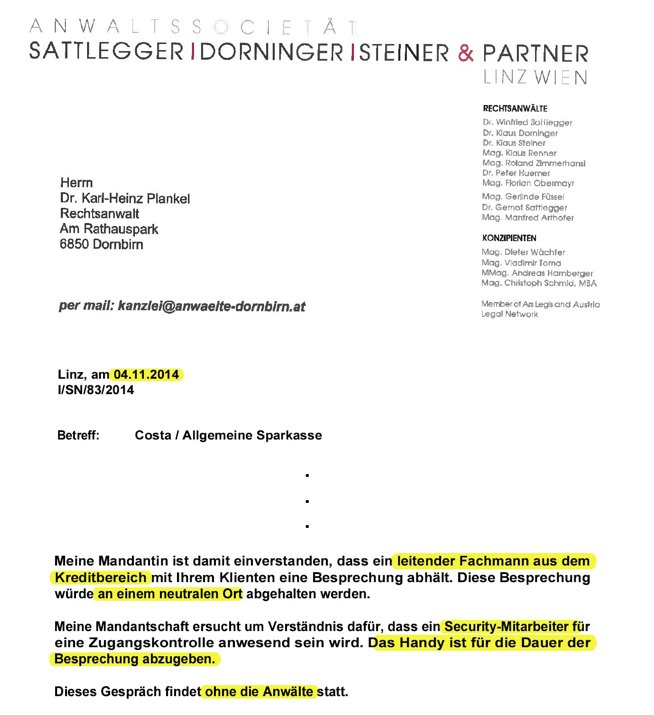 ANWALTSSOCIETÄT
SATTLEGGER | DORNINGER | STEINER & PARTNER
LINZ WIEN
RECHTSANWÄLTE
Dr. Winfried Sattlegger
Dr. Klaus Dorninger
Dr. Klaus Steiner
Mag. Klaus Renner
Mag. Roland Zimmerhansl
Dr. Peter Huemer
Mag. Florian Obermayr
Mag. Gerlinde Füssel
Dr. Gernot Sattlegger
Mag. Manfred Arthofer
KONZIPIENTEN
Mag. Dieter Wächter
Mag. Vladimir Toma
MMag. Andreas Hamberger
Mag. Christoph Schmid, MBA
Member of Ars Legis and Austria
Legal Network
Herrn
Dr. Karl-Heinz Plankel
Rechtsanwalt
Am Rathauspark
6850 Dornbirn
per mail: kanzlei@anwaelte-dornbirn.at
Linz, am 04.11.2014
I/SN/83/2014
Betreff: Costa / Allgemeine Sparkasse
.
.
.
Meine Mandantin ist damit einverstanden, dass ein leitender Fachmann aus dem
Kreditbereich mit Ihrem Klienten eine Besprechung abhält. Diese Besprechung
würde an einem neutralen Ort abgehalten werden.
Meine Mandantschaft ersucht um Verständnis dafür, dass ein Security-Mitarbeiter für
eine Zugangskontrolle anwesend sein wird. Das Handy ist für die Dauer der
Besprechung abzugeben.
Dieses Gespräch findet ohne die Anwälte statt.